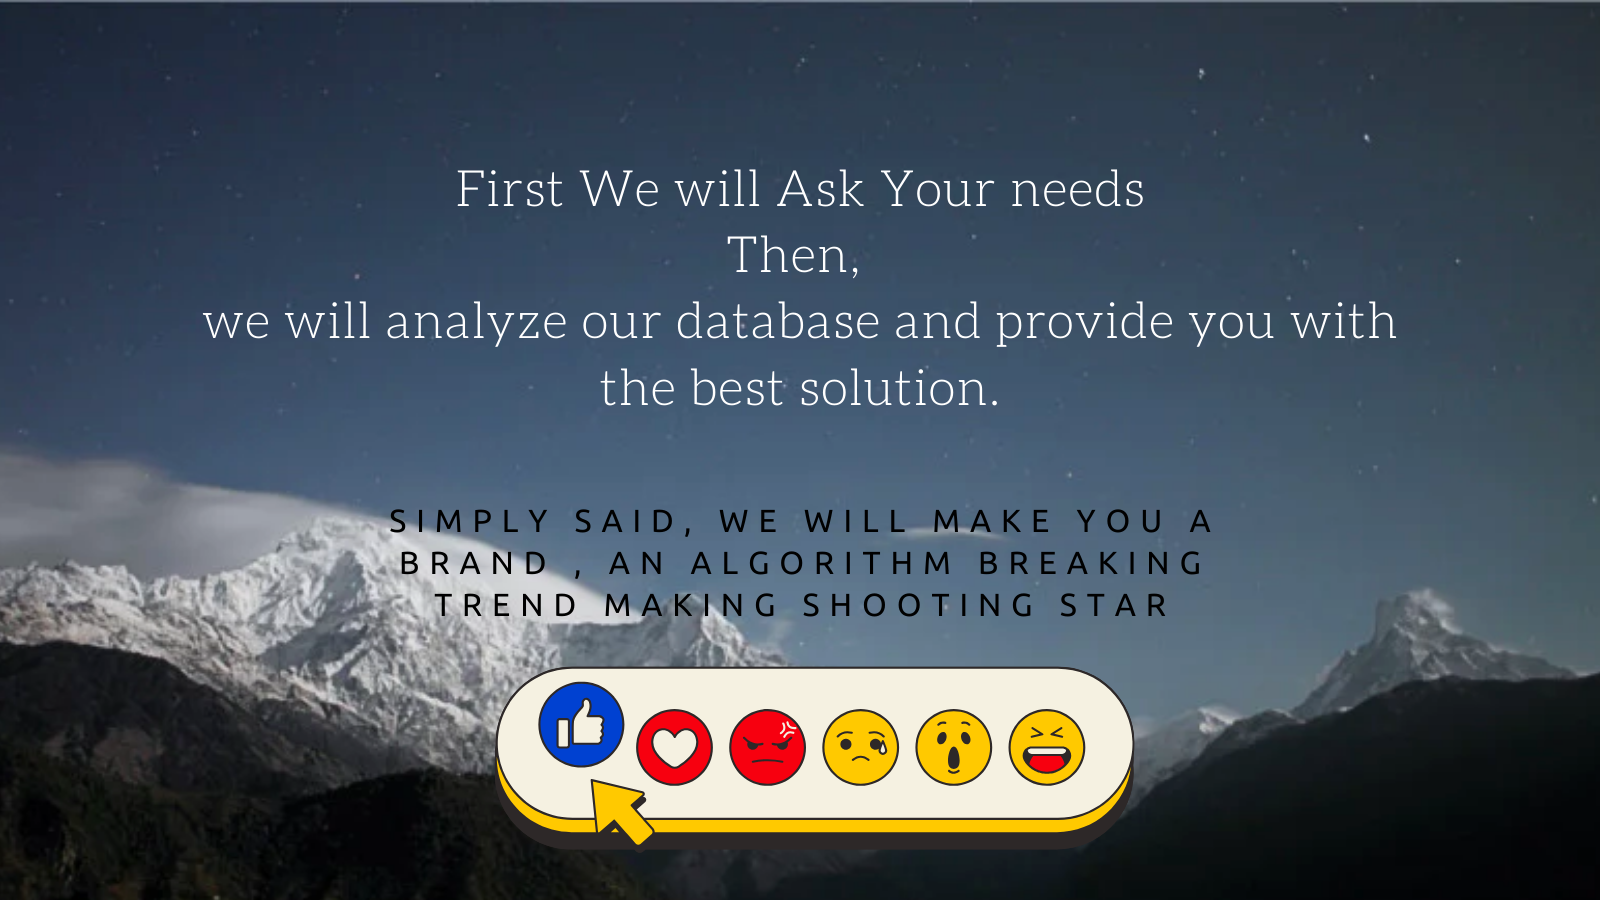 First We will Ask Your needs
Then,
we will analyze our database and provide you with
the best solution.
SIMPLY SAID, WE WILL MAKE YOU A
BRAND , AN ALGORITHM BREAKING
TREND MAKING SHOOTING STAR